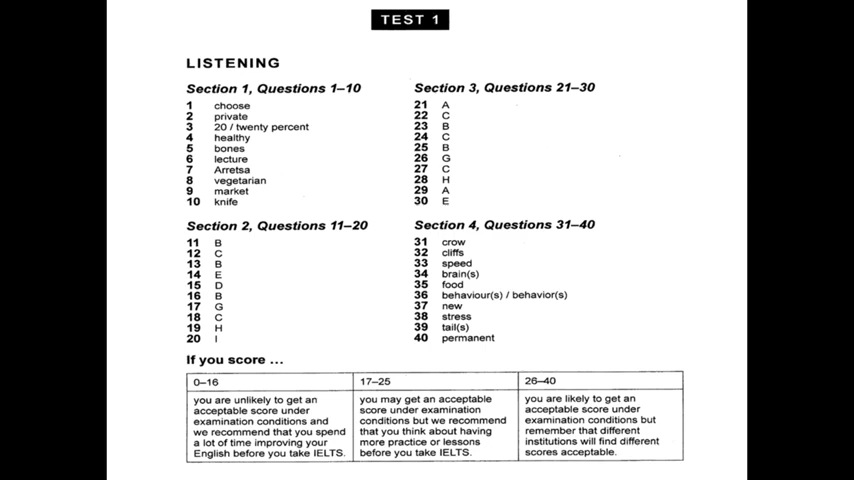 TEST 1
LISTENING
Section 1, Questions 1–10
1 choose
2 private
3 20 / twenty percent
4 healthy
5 bones
6 lecture
7 Arretsa
8 vegetarian
9 market
10 knife
Section 2, Questions 11–20
11 B
12 C
13 B
14 E
15 D
16 B
17 G
18 C
19 H
20 I
Section 3, Questions 21–30
21 A
22 C
23 B
24 C
25 B
26 G
27 C
28 H
29 A
30 E
Section 4, Questions 31–40
31 crow
32 cliffs
33 speed
34 brain(s)
35 food
36 behaviour(s) / behavior(s)
37 new
38 stress
39 tail(s)
40 permanent
If you score ...
0–16
you are unlikely to get an
acceptable score under
examination conditions and
we recommend that you spend
a lot of time improving your
English before you take IELTS.
17–25
you may get an acceptable
score under examination
conditions but we recommend
that you think about having
more practice or lessons
before you take IELTS.
26–40
you are likely to get an
acceptable score under
examination conditions but
remember that different
institutions will find different
scores acceptable.